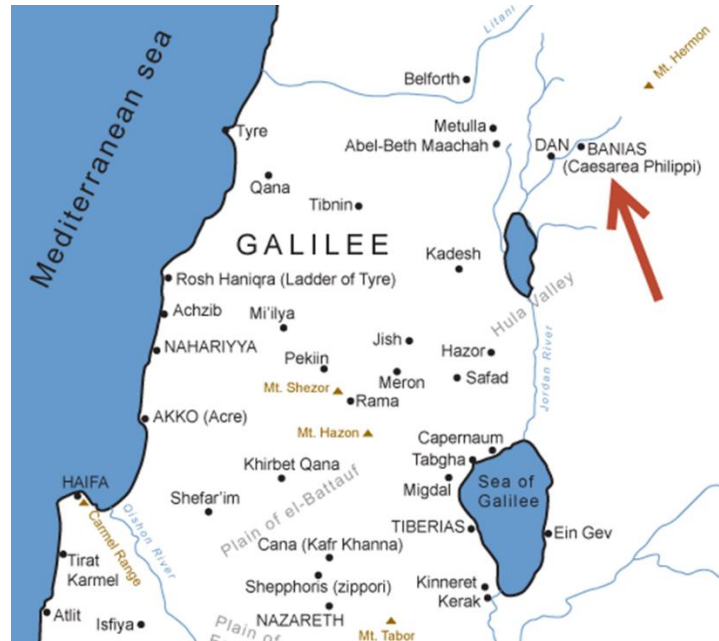 Mediterranean sea
Litani
Mt. Hermon
Belforth
Metulla
Abel-Beth Maachah
DAN
BANIAS
(Caesarea Philippi)
Tyre
Qana
Tibnin
GALILEE
Kadesh
Rosh Haniqra (Ladder of Tyre)
Hula Valley
Achzib
Mi'ilya
NAHARIYYA
Jish
Hazor
Pekiin
Meron
Safad
Jordan River
Mt. Shezor
Rama
AKKO (Acre)
Mt. Hazon
Capernaum
Tabgha
Khirbet Qana
Migdal
Sea of
Galilee
HAIFA
Shefar'im
Plain of el-Battauf
Carmel Range
Qishon River
TIBERIAS
Ein Gev
Cana (Kafr Khanna)
Tirat
Karmel
Shepphoris (zippori)
Kinneret
Kerak
Atlit
Isfiya
NAZARETH
Mt. Tabor
Plain of